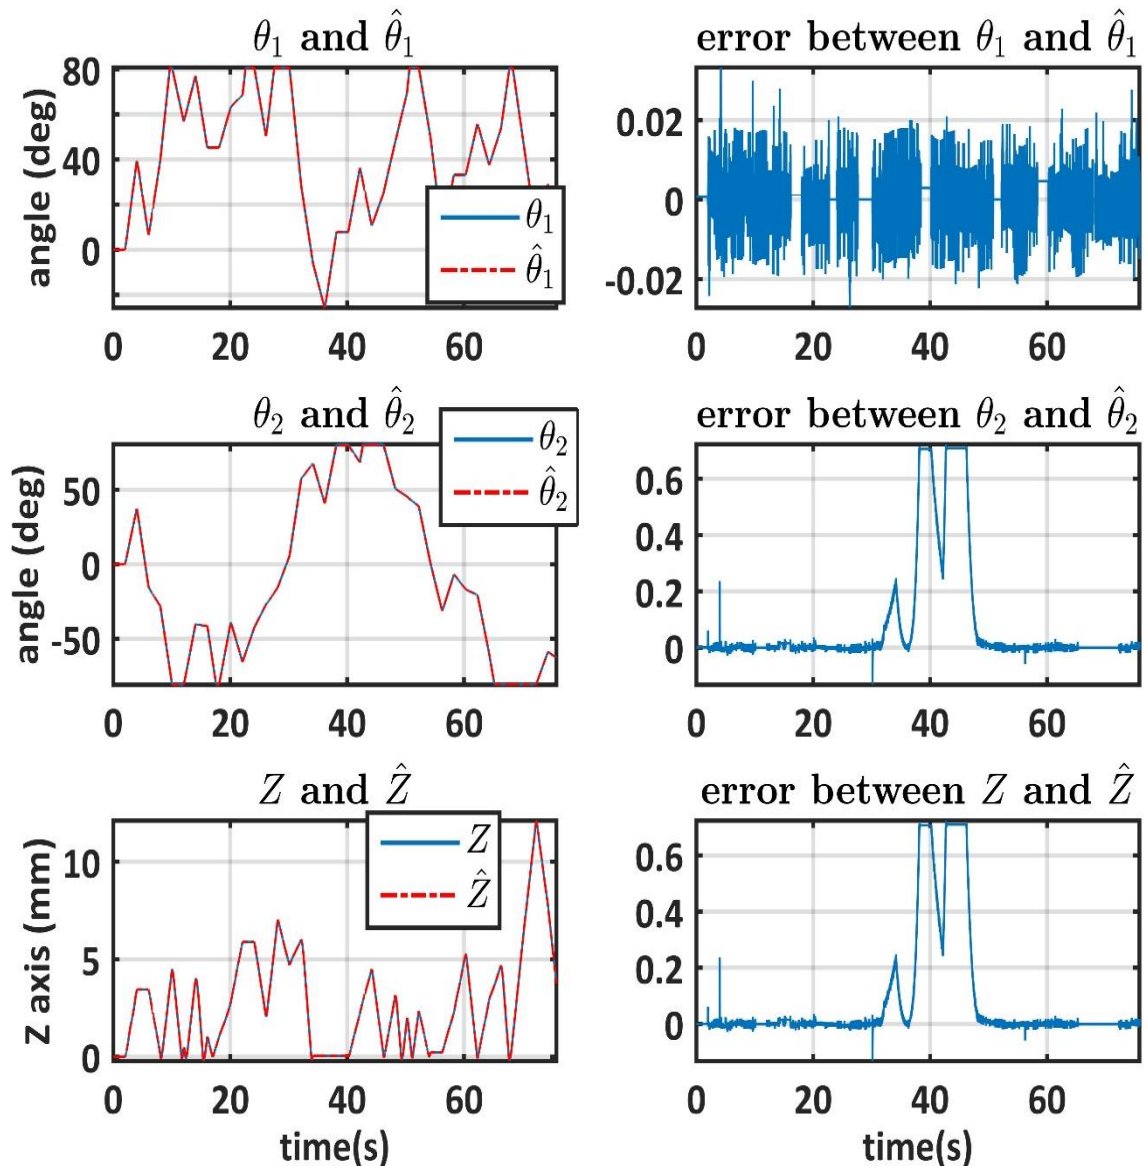 θ₁ and θ̂₁
error between θ₁ and θ̂₁
angle (deg)
80
40
0
θ₁
θ̂₁
0 20 40 60
0.02
0
-0.02
0 20 40 60
θ₂ and θ̂₂
error between θ₂ and θ̂₂
angle (deg)
50
0
-50
θ₂
θ̂₂
0 20 40 60
0.6
0.4
0.2
0
0 20 40 60
Z and Ẑ
error between Z and Ẑ
Z axis (mm)
10
5
0
Z
Ẑ
0 20 40 60
time(s)
0.6
0.4
0.2
0
0 20 40 60
time(s)